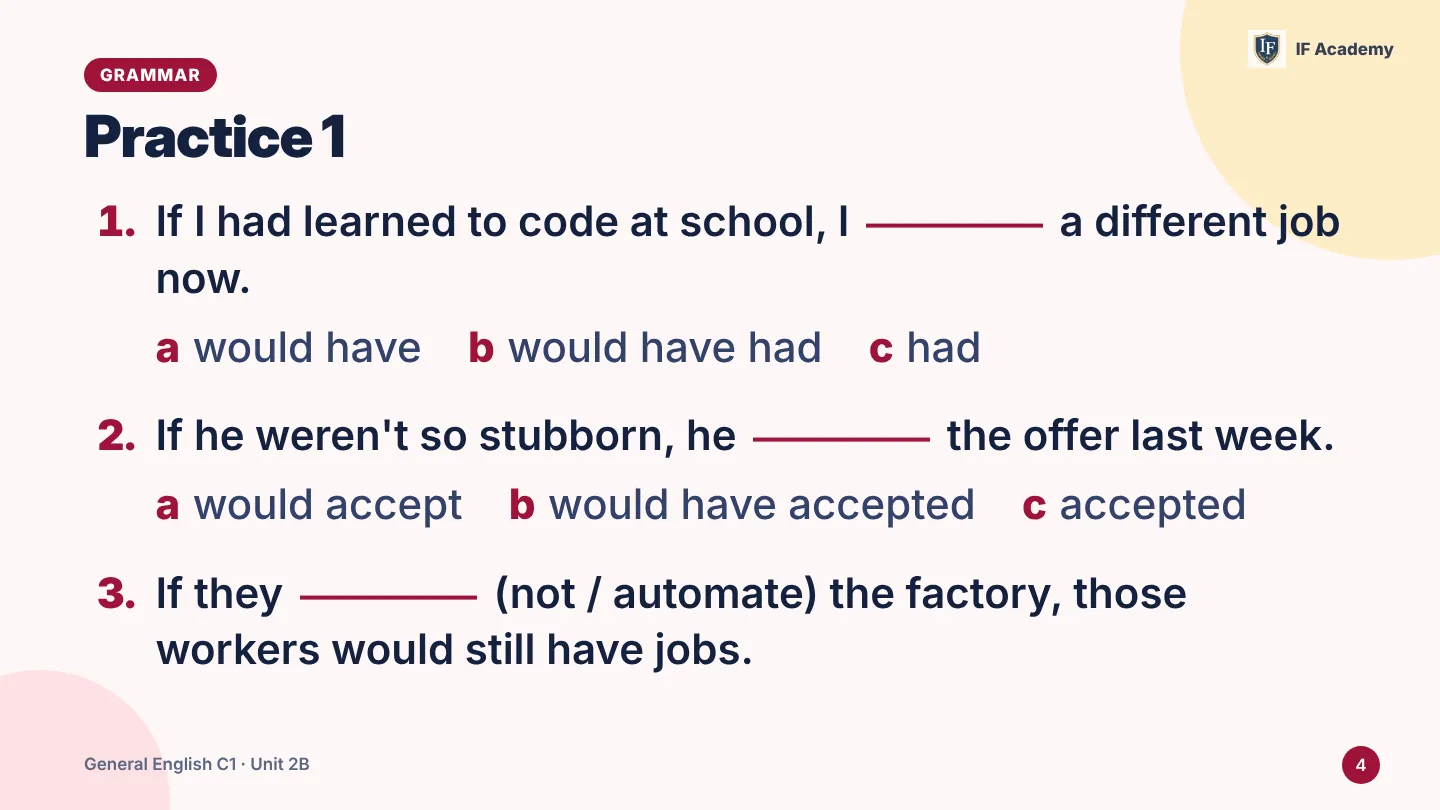 IF Academy
GRAMMAR
Practice 1
1. If I had learned to code at school, I ______ a different job
now.
a would have b would have had c had
2. If he weren't so stubborn, he ______ the offer last week.
a would accept b would have accepted c accepted
3. If they ______ (not / automate) the factory, those
workers would still have jobs.
General English C1 · Unit 2B
4